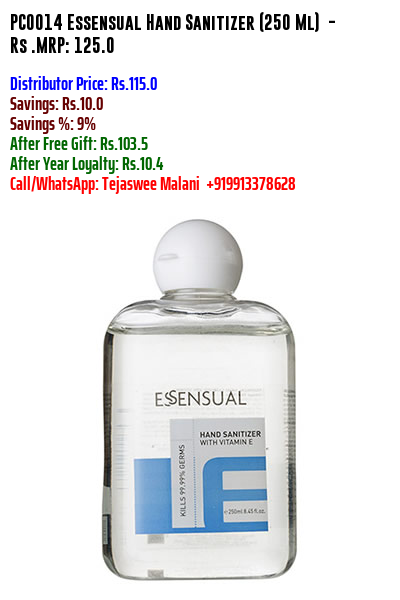 PC0014 Essensual Hand Sanitizer (250 Ml) -
Rs .MRP: 125.0
Distributor Price: Rs.115.0
Savings: Rs.10.0
Savings %: 9%
After Free Gift: Rs.103.5
After Year Loyalty: Rs.10.4
Call/WhatsApp: Tejaswee Malani +919913378628
ESSENSUAL
HAND SANITIZER
WITH VITAMIN E
KILLS 99.99% GERMS
e 250ml 8.45 fl.oz.